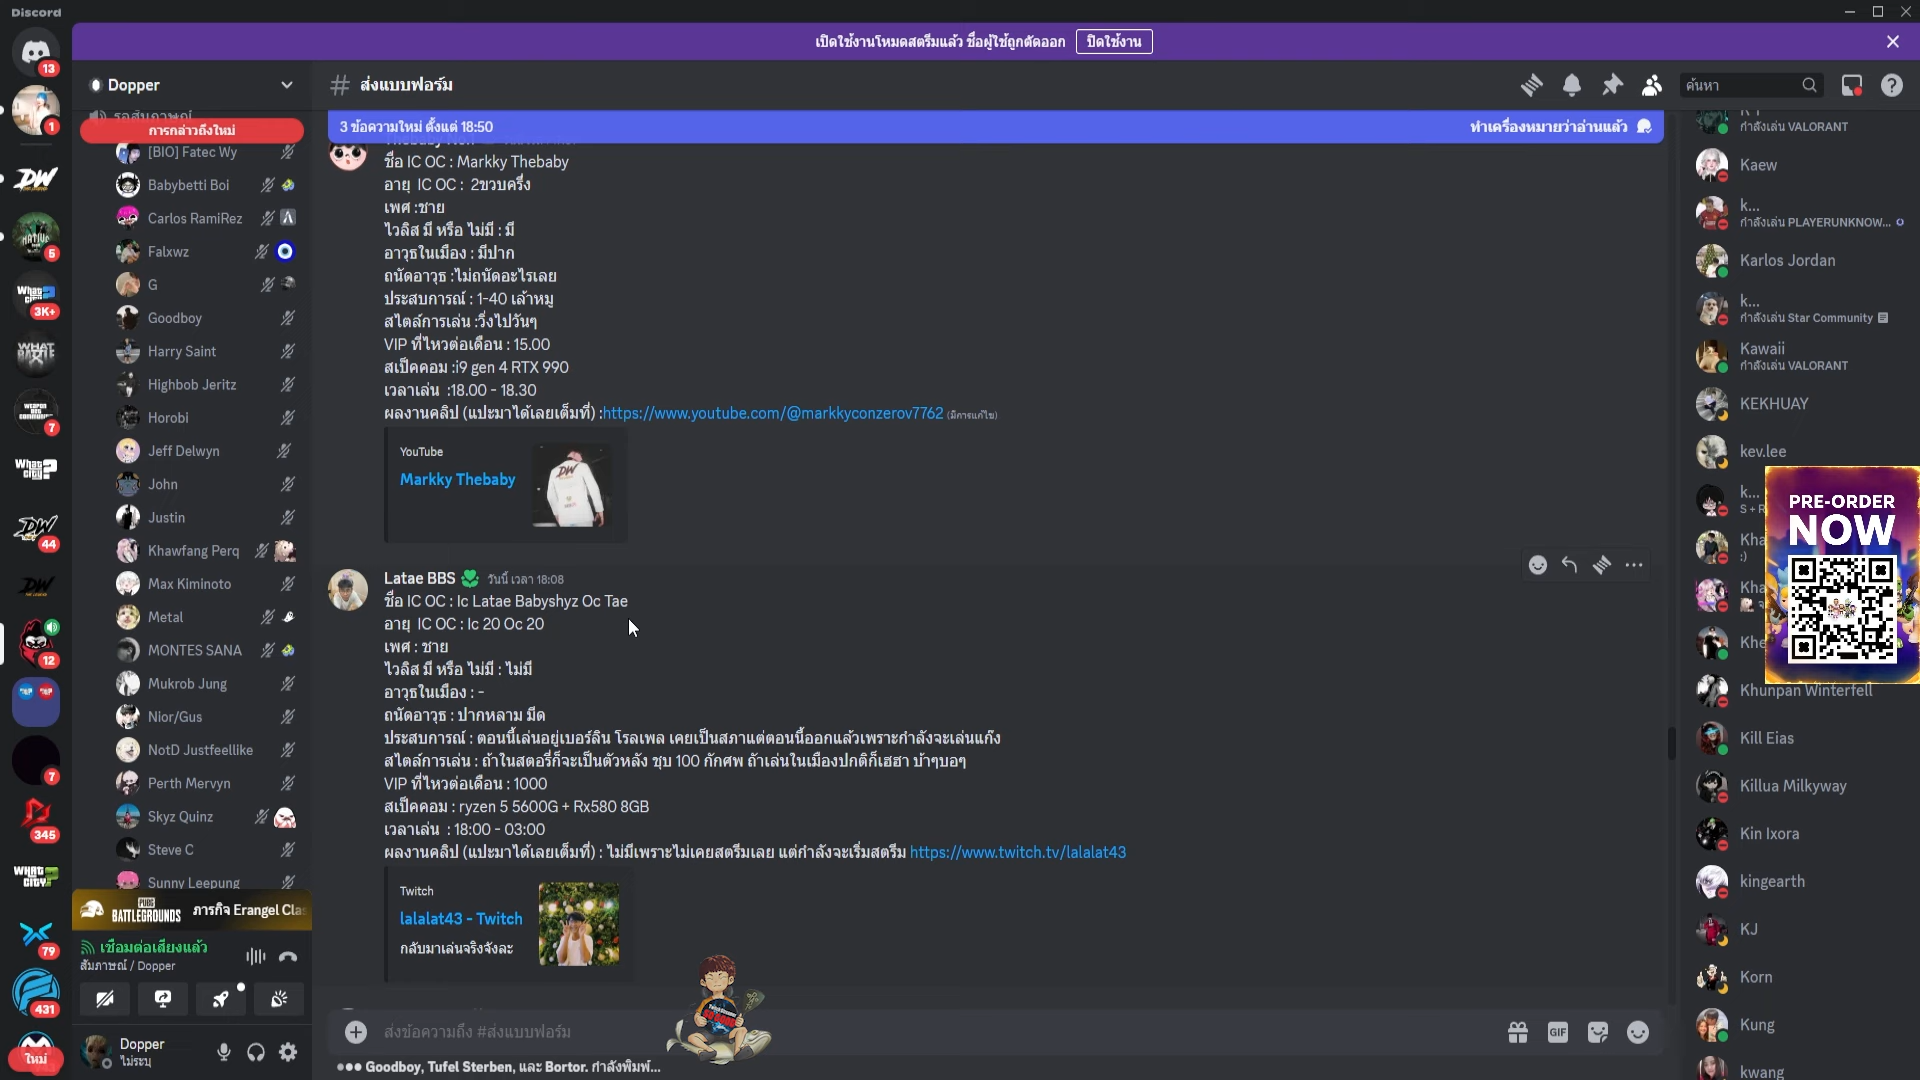 Discord
เปิดใช้งานโหมดสตรีมแล้ว ชื่อผู้ใช้ถูกตัดออก
ปิดใช้งาน
Dopper
ส่งแบบฟอร์ม
ค้นหา
การกล่าวถึงใหม่
3 ข้อความใหม่ ตั้งแต่ 18:50
ทำเครื่องหมายว่าอ่านแล้ว
[BIO] Fatec Wy
Babybetti Boi
Carlos RamiRez
Falxwz
G
Goodboy
Harry Saint
Highbob Jeritz
Horobi
Jeff Delwyn
John
Justin
Khawfang Perq
Max Kiminoto
Metal
MONTES SANA
Mukrob Jung
Nior/Gus
NotD Justfeellike
Perth Mervyn
Skyz Quinz
Steve C
Sunny Leepung
PUBG BATTLEGROUNDS
ภารกิจ Erangel Clas
เชื่อมต่อเสียงแล้ว
สัมภาษณ์ / Dopper
Dopper
ไม่ระบุ
13
1
5
3K+
7
44
12
7
345
79
431
ใหม่
ชื่อ IC OC : Markky Thebaby
อายุ IC OC : 2ขวบครึ่ง
เพศ :ชาย
ไวลิส มี หรือ ไม่มี : มี
อาวุธในเมือง : มีปาก
ถนัดอาวุธ :ไม่ถนัดอะไรเลย
ประสบการณ์ : 1-40 เล้าหมู
สไตล์การเล่น :วิ่งไปวันๆ
VIP ที่ไหวต่อเดือน : 15.00
สเป็คคอม :i9 gen 4 RTX 990
เวลาเล่น :18.00 - 18.30
ผลงานคลิป (แปะมาได้เลยเต็มที่) :https://www.youtube.com/@markkyconzerov7762 (มีการแก้ไข)
YouTube
Markky Thebaby
Latae BBS วันนี้ เวลา 18:08
ชื่อ IC OC : Ic Latae Babyshyz Oc Tae
อายุ IC OC : Ic 20 Oc 20
เพศ : ชาย
ไวลิส มี หรือ ไม่มี : ไม่มี
อาวุธในเมือง : -
ถนัดอาวุธ : ปากหลาม มีด
ประสบการณ์ : ตอนนี้เล่นอยู่เบอร์ลิน โรลเพล เคยเป็นสภาแต่ตอนนี้ออกแล้วเพราะกำลังจะเล่นแก๊ง
สไตล์การเล่น : ถ้าในสตอรี่ก็จะเป็นตัวหลัง ชุบ 100 กักศพ ถ้าเล่นในเมืองปกติก็เฮฮา บ้าๆบอๆ
VIP ที่ไหวต่อเดือน : 1000
สเป็คคอม : ryzen 5 5600G + Rx580 8GB
เวลาเล่น : 18:00 - 03:00
ผลงานคลิป (แปะมาได้เลยเต็มที่) : ไม่มีเพราะไม่เคยสตรีมเลย แต่กำลังจะเริ่มสตรีม https://www.twitch.tv/lalalat43
Twitch
lalalat43 - Twitch
กลับมาเล่นจริงจังละ
ส่งข้อความถึง #ส่งแบบฟอร์ม
GIF
Goodboy, Tufel Sterben, และ Bortor. กำลังพิมพ์...
กำลังเล่น VALORANT
Kaew
k...
กำลังเล่น PLAYERUNKNOW...
Karlos Jordan
k...
กำลังเล่น Star Community
Kawaii
กำลังเล่น VALORANT
KEKHUAY
kev.lee
k...
Kha
:)
Kha
Khe
Khunpan Winterfell
Kill Eias
Killua Milkyway
Kin Ixora
kingearth
KJ
Korn
Kung
kwang
PRE-ORDER
NOW